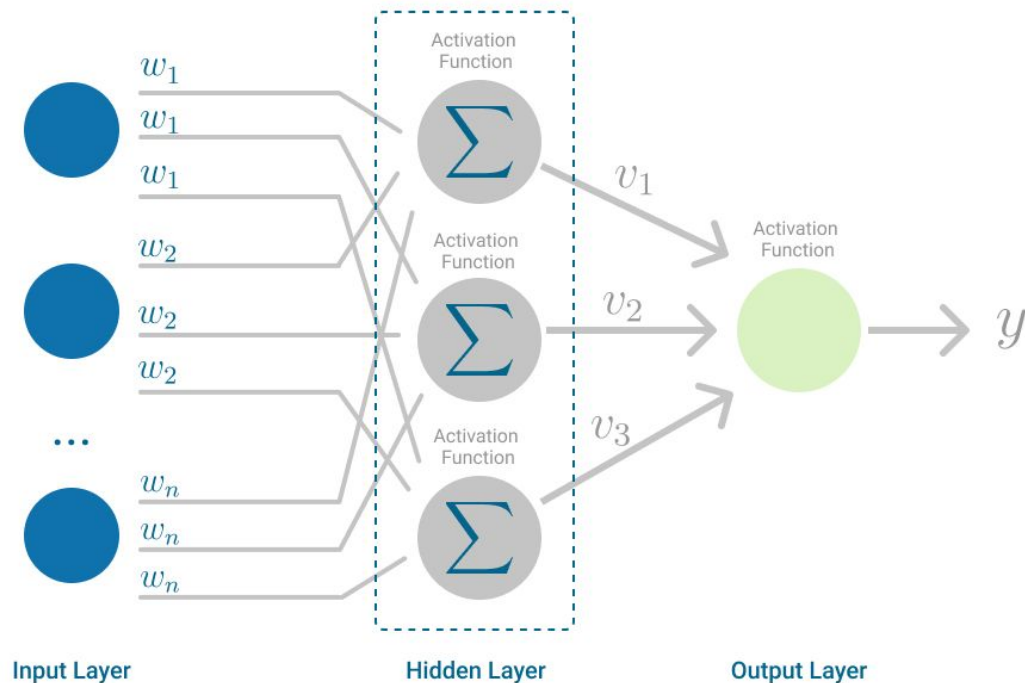 Activation
Function
w₁
w₁
w₁
Σ
v₁
Activation
Function
w₂
w₂
w₂
Activation
Function
Σ
v₂
y
...
Activation
Function
v₃
wₙ
wₙ
wₙ
Σ
Input Layer
Hidden Layer
Output Layer